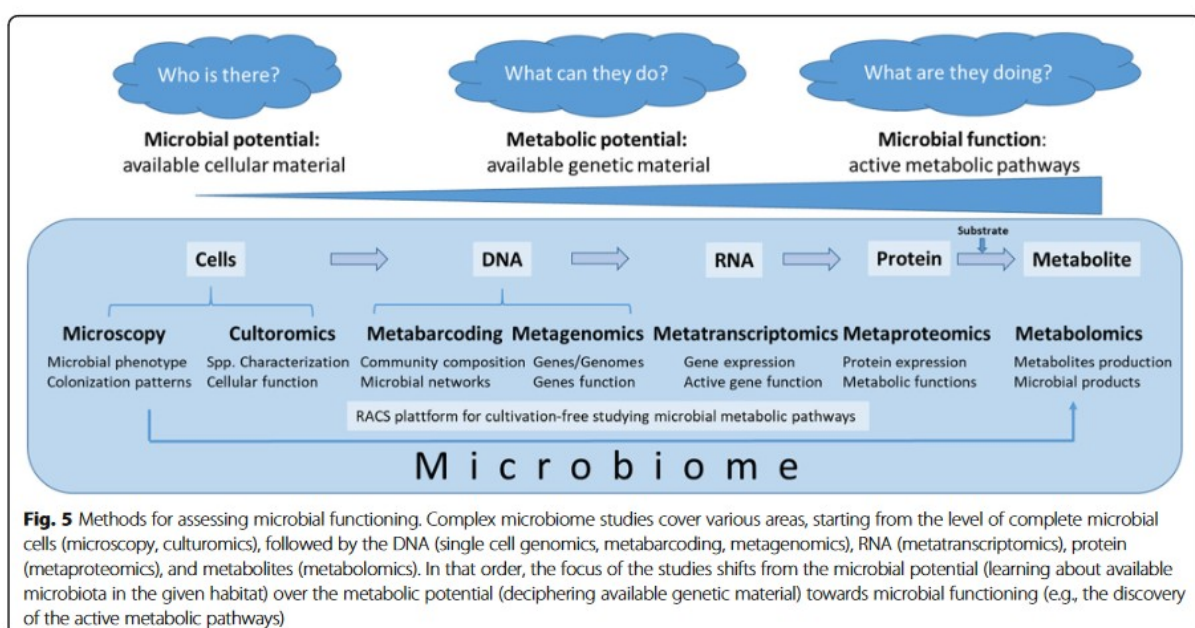 Who is there?
What can they do?
What are they doing?
Microbial potential:
available cellular material
Metabolic potential:
available genetic material
Microbial function:
active metabolic pathways
Substrate
Cells
DNA
RNA
Protein
Metabolite
Microscopy
Microbial phenotype
Colonization patterns
Cultoromics
Spp. Characterization
Cellular function
Metabarcoding
Community composition
Microbial networks
Metagenomics
Genes/Genomes
Genes function
Metatranscriptomics
Gene expression
Active gene function
Metaproteomics
Protein expression
Metabolic functions
Metabolomics
Metabolites production
Microbial products
RACS plattform for cultivation-free studying microbial metabolic pathways
Microbiome
Fig. 5 Methods for assessing microbial functioning. Complex microbiome studies cover various areas, starting from the level of complete microbial
cells (microscopy, culturomics), followed by the DNA (single cell genomics, metabarcoding, metagenomics), RNA (metatranscriptomics), protein
(metaproteomics), and metabolites (metabolomics). In that order, the focus of the studies shifts from the microbial potential (learning about available
microbiota in the given habitat) over the metabolic potential (deciphering available genetic material) towards microbial functioning (e.g., the discovery
of the active metabolic pathways)